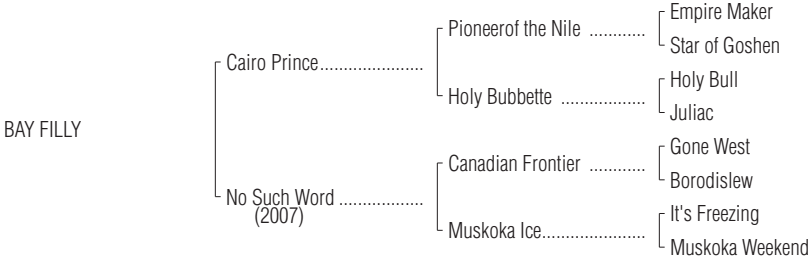 Empire Maker
Pioneerof the Nile ............
Star of Goshen
Cairo Prince......................
Holy Bull
Holy Bubbette ..................
Juliac
BAY FILLY
Gone West
Canadian Frontier ............
Borodislew
No Such Word ..................
(2007)
It's Freezing
Muskoka Ice......................
Muskoka Weekend